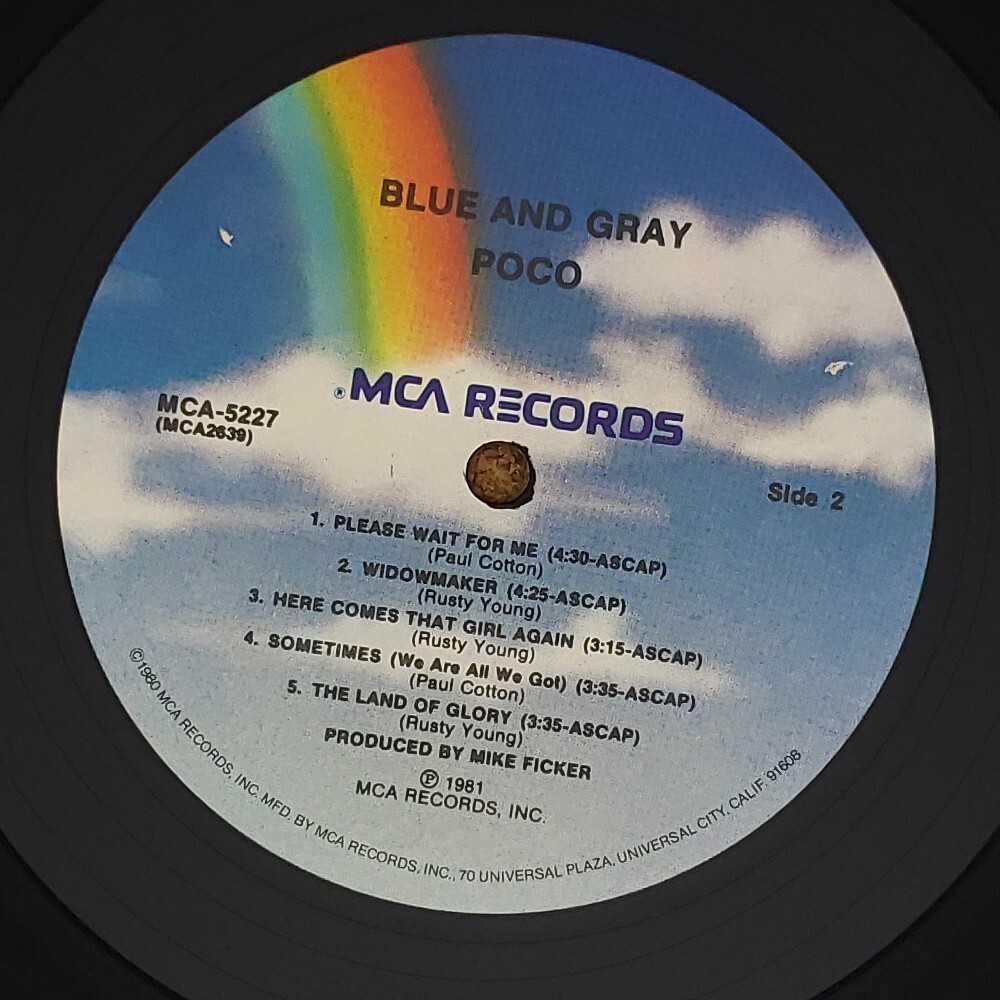 BLUE AND GRAY
POCO
® MCA RECORDS
MCA-5227
(MCA2639)
Side 2
1. PLEASE WAIT FOR ME (4:30-ASCAP)
(Paul Cotton)
2. WIDOWMAKER (4:25-ASCAP)
(Rusty Young)
3. HERE COMES THAT GIRL AGAIN (3:15-ASCAP)
(Rusty Young)
4. SOMETIMES (We Are All We Got) (3:35-ASCAP)
(Paul Cotton)
5. THE LAND OF GLORY (3:35-ASCAP)
(Rusty Young)
PRODUCED BY MIKE FICKER
℗ 1981
MCA RECORDS, INC.
©1980 MCA RECORDS, INC. MFD. BY MCA RECORDS, INC., 70 UNIVERSAL PLAZA, UNIVERSAL CITY, CALIF. 91608